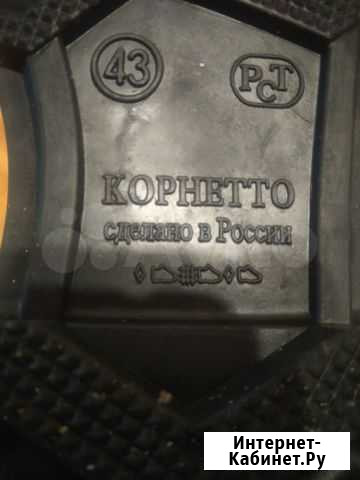 43 РСТ
КОРНЕТТО
сделано в России
Интернет-
Кабинет.Ру